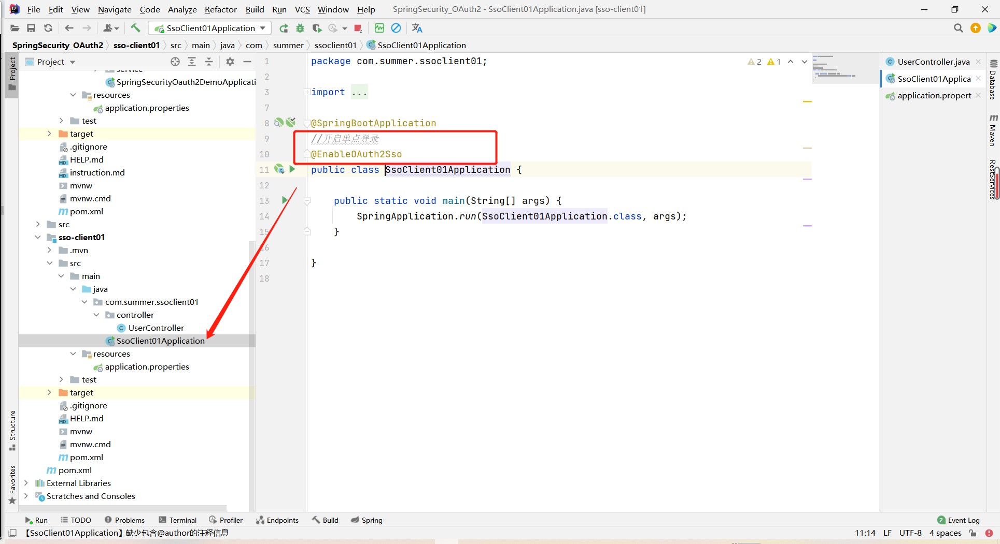 File Edit View Navigate Code Analyze Refactor Build Run VCS Window Help SpringSecurity_OAuth2 - SsoClient01Application.java [sso-client01]
SsoClient01Application
SpringSecurity_OAuth2 sso-client01 src main java com summer ssoclient01 SsoClient01Application
Project
Project
service
SpringSecurityOauth2DemoApplicati
resources
application.properties
test
target
.gitignore
HELP.md
instruction.md
mvnw
mvnw.cmd
pom.xml
src
sso-client01
.mvn
src
main
java
com.summer.ssoclient01
controller
UserController
SsoClient01Application
resources
application.properties
test
target
.gitignore
HELP.md
mvnw
mvnw.cmd
pom.xml
pom.xml
External Libraries
Scratches and Consoles
Structure
Favorites
1 package com.summer.ssoclient01;
2
3 import ...
7
8 @SpringBootApplication
9 //开启单点登录
10 @EnableOAuth2Sso
11 public class SsoClient01Application {
12
13 public static void main(String[] args) {
14 SpringApplication.run(SsoClient01Application.class, args);
15 }
16
17 }
18
2 1
UserController.java
SsoClient01Applica
application.propert
Database
Maven
RestServices
Run TODO Problems Terminal Profiler Endpoints Build Spring 2 Event Log
【SsoClient01Application】缺少包含@author的注释信息 11:14 LF UTF-8 4 spaces